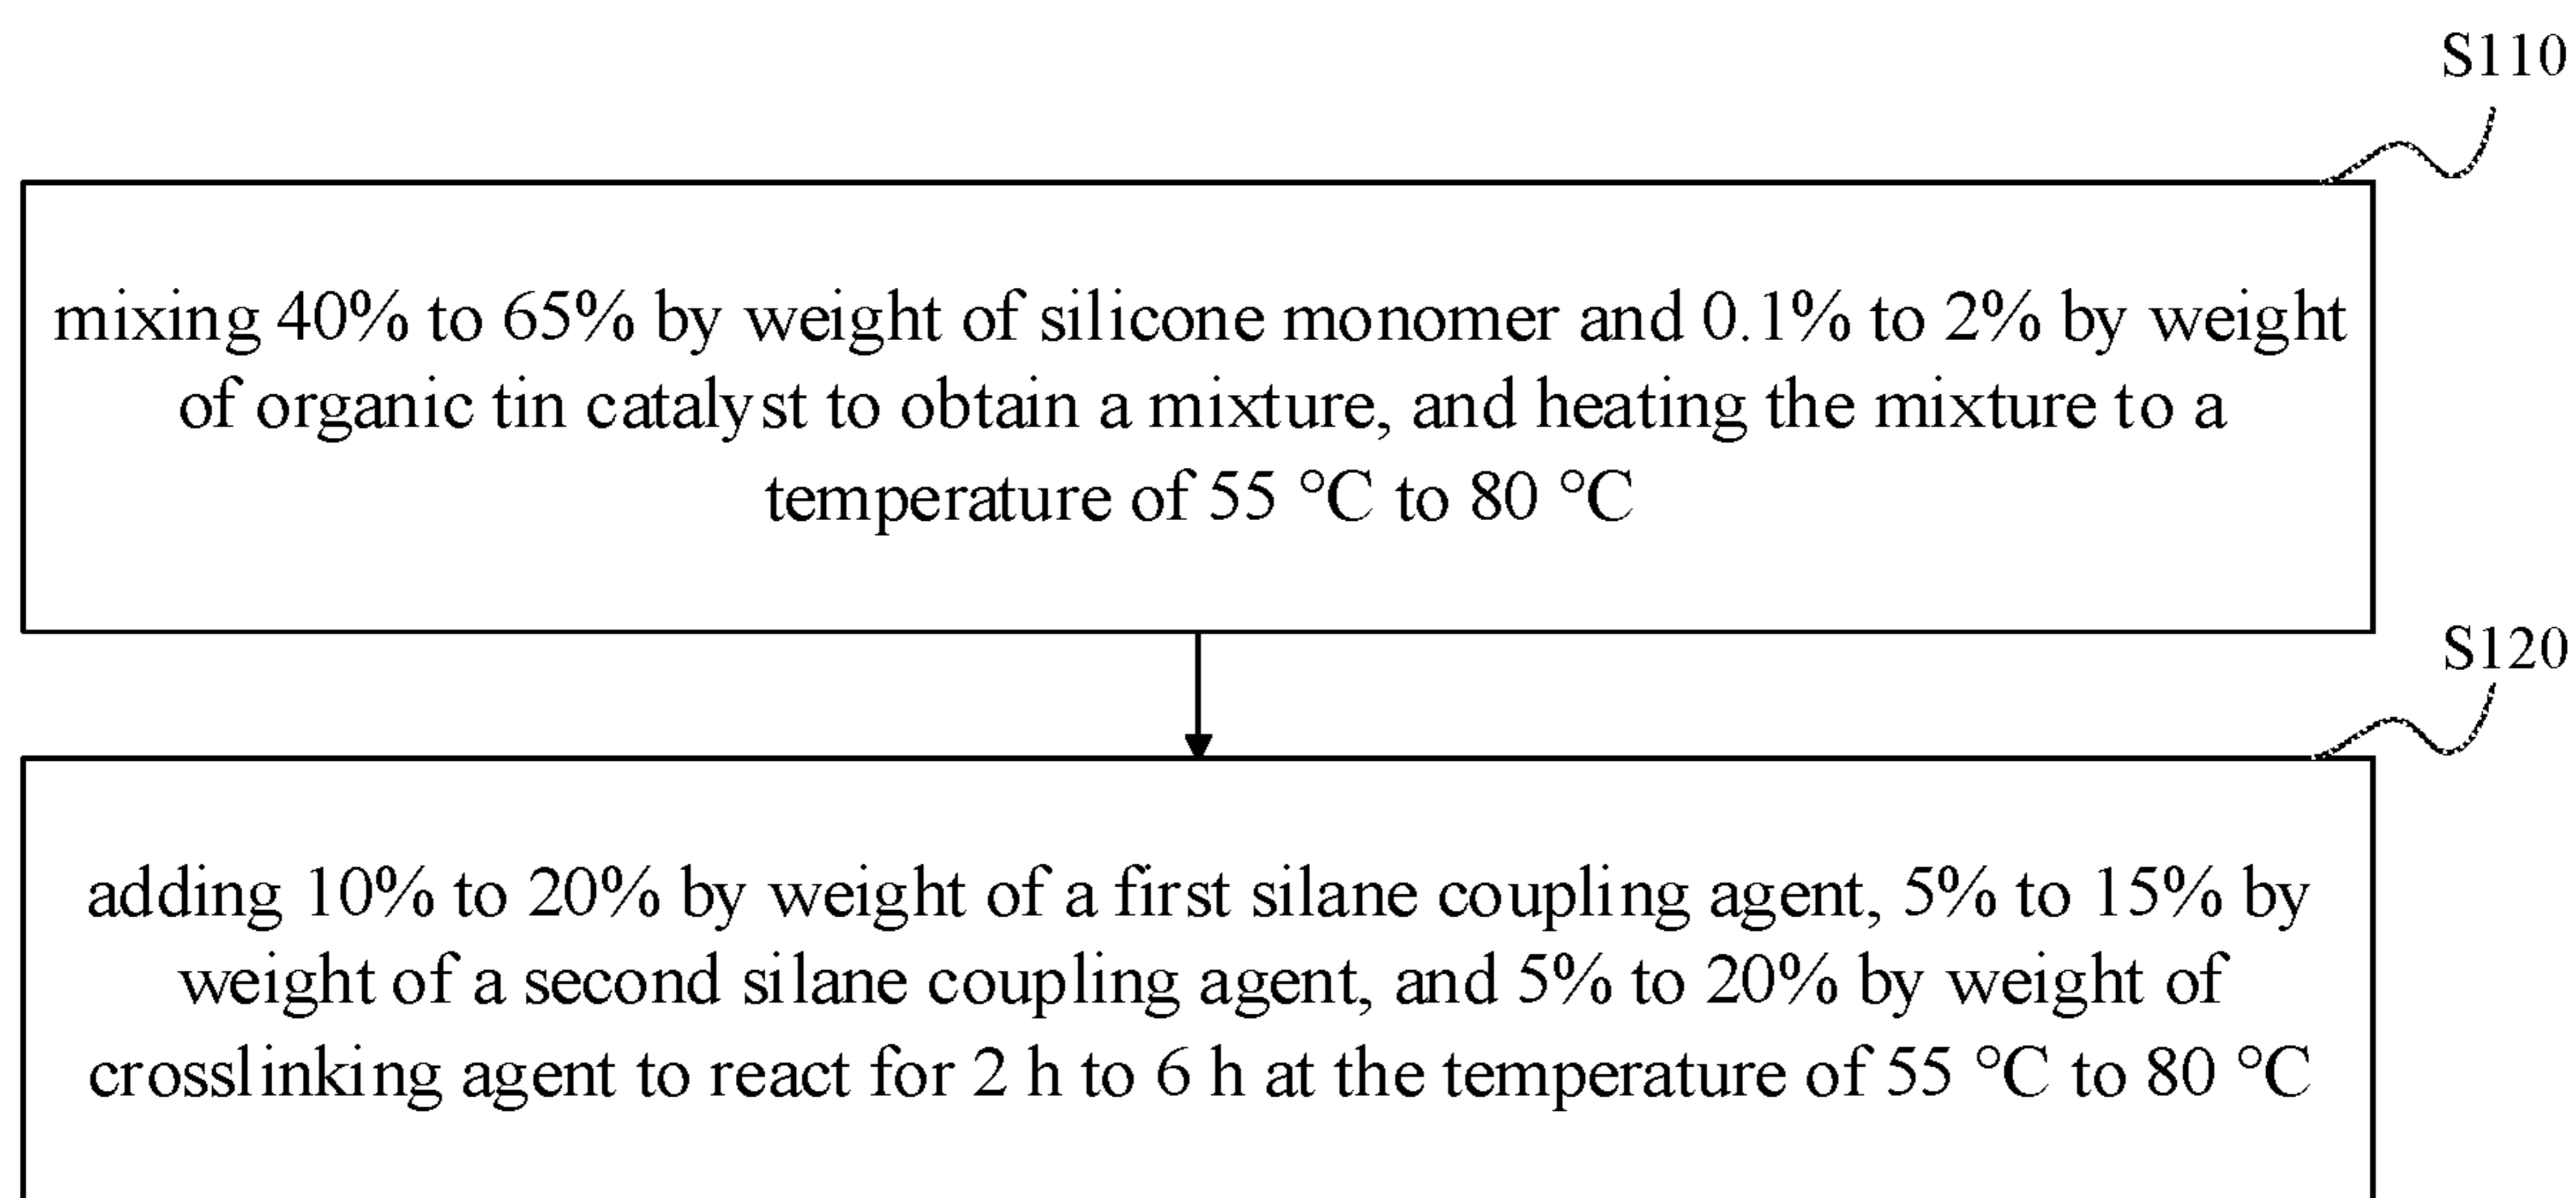 S110
mixing 40% to 65% by weight of silicone monomer and 0.1% to 2% by weight
of organic tin catalyst to obtain a mixture, and heating the mixture to a
temperature of 55 °C to 80 °C
S120
adding 10% to 20% by weight of a first silane coupling agent, 5% to 15% by
weight of a second silane coupling agent, and 5% to 20% by weight of
crosslinking agent to react for 2 h to 6 h at the temperature of 55 °C to 80 °C